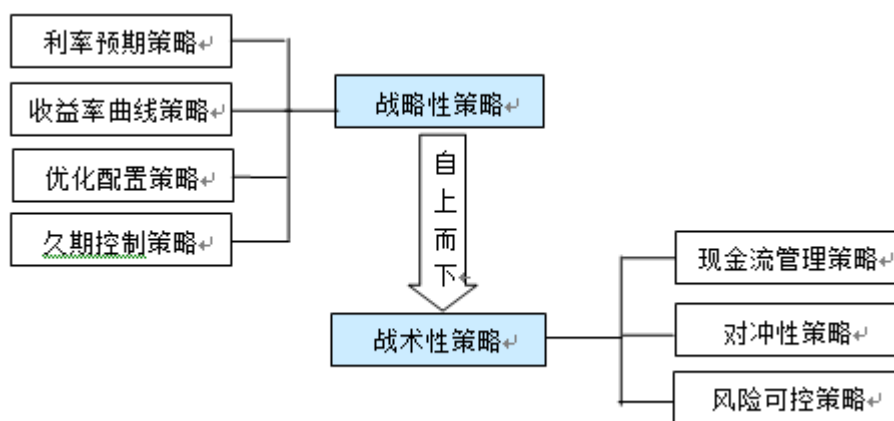 利率预期策略
收益率曲线策略
优化配置策略
久期控制策略
战略性策略
自
上
而
下
战术性策略
现金流管理策略
对冲性策略
风险可控策略